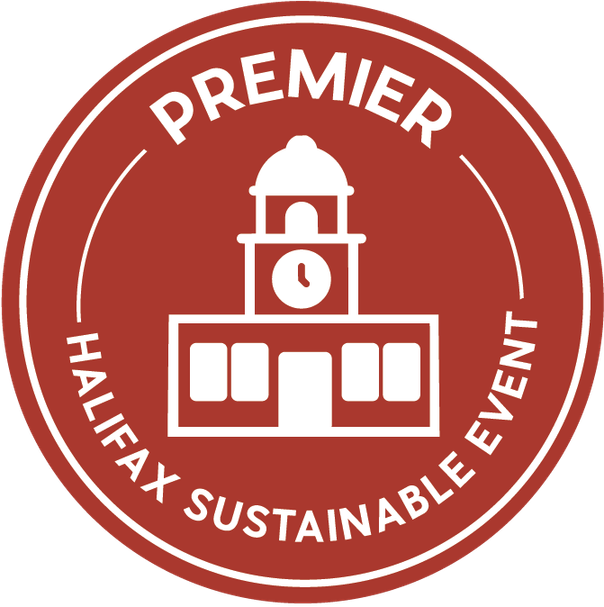 PREMIER
HALIFAX SUSTAINABLE EVENT